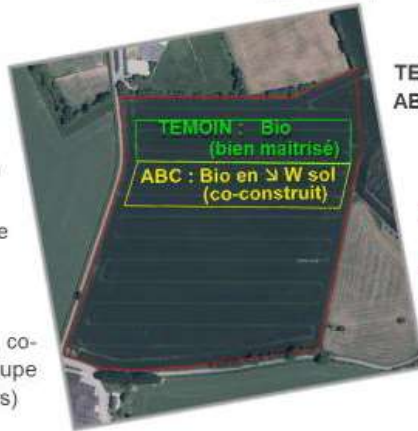 TE
AB
TEMOIN : Bio
(bien maitrisé)
ABC : Bio en ↘ W sol
(co-construit)
e
co-
upe
s)